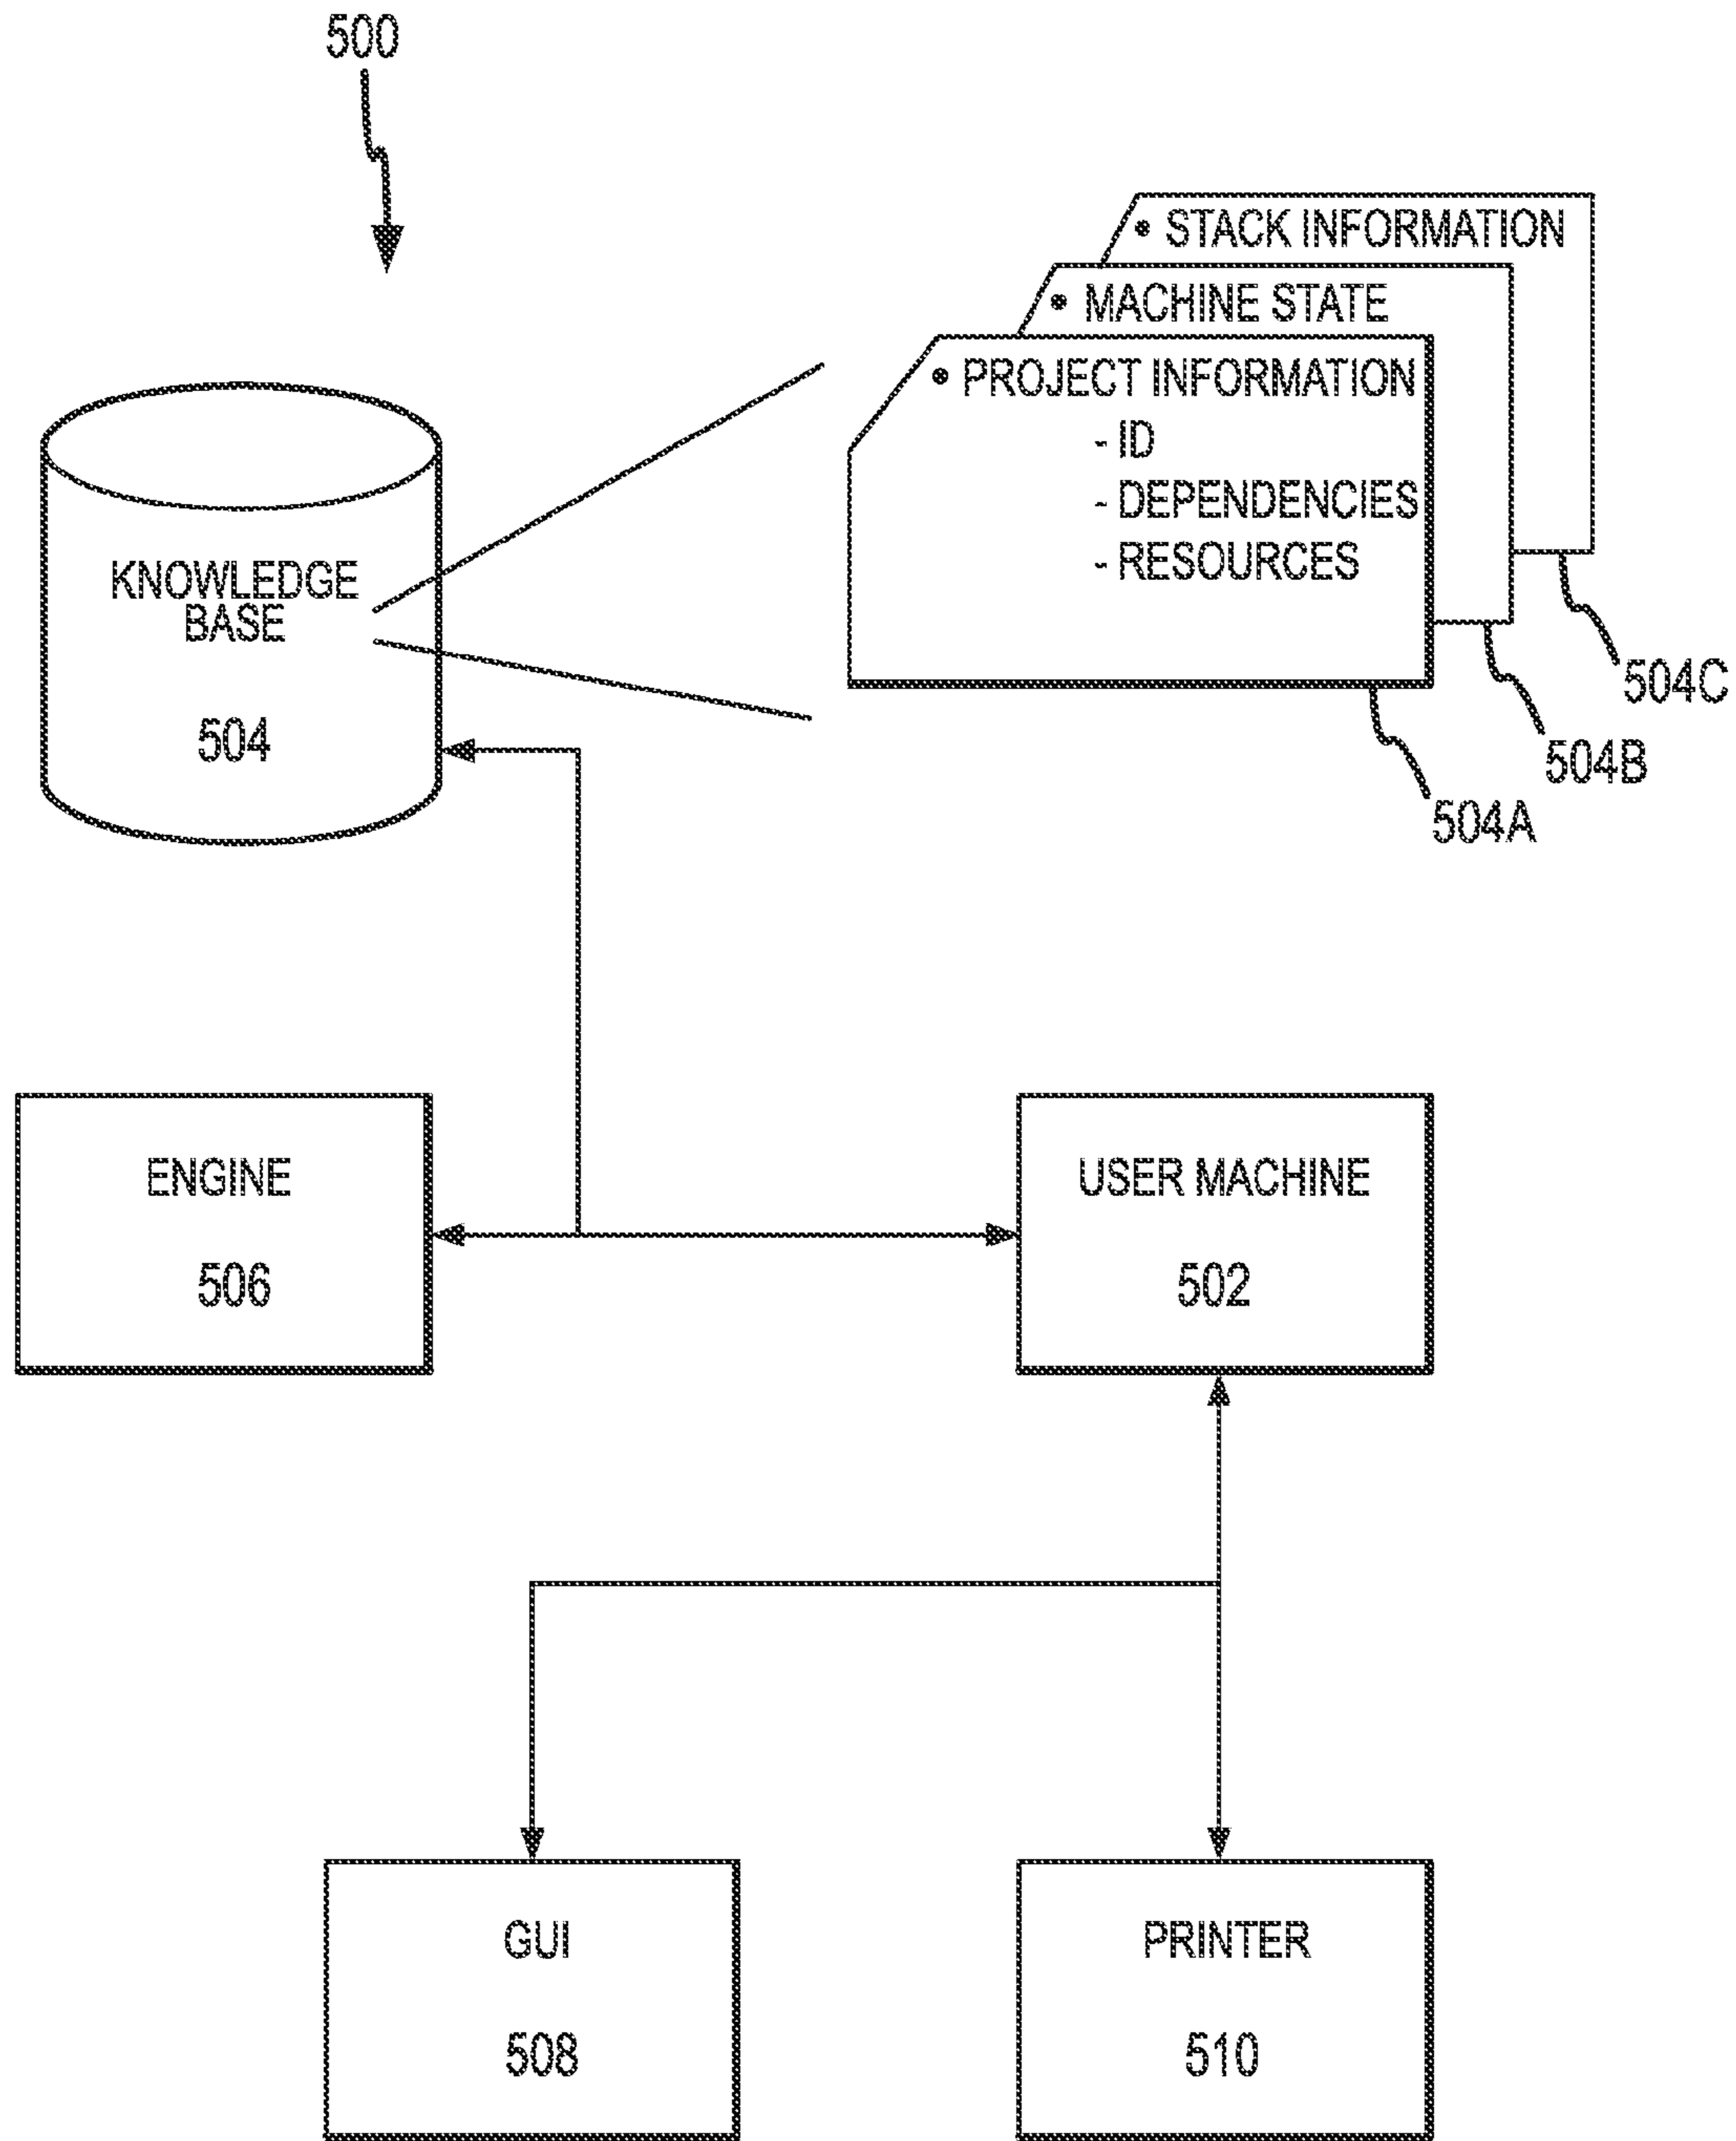 500
• STACK INFORMATION
• MACHINE STATE
• PROJECT INFORMATION
- ID
- DEPENDENCIES
- RESOURCES
KNOWLEDGE
BASE
504
504C
504B
504A
ENGINE
506
USER MACHINE
502
GUI
508
PRINTER
510